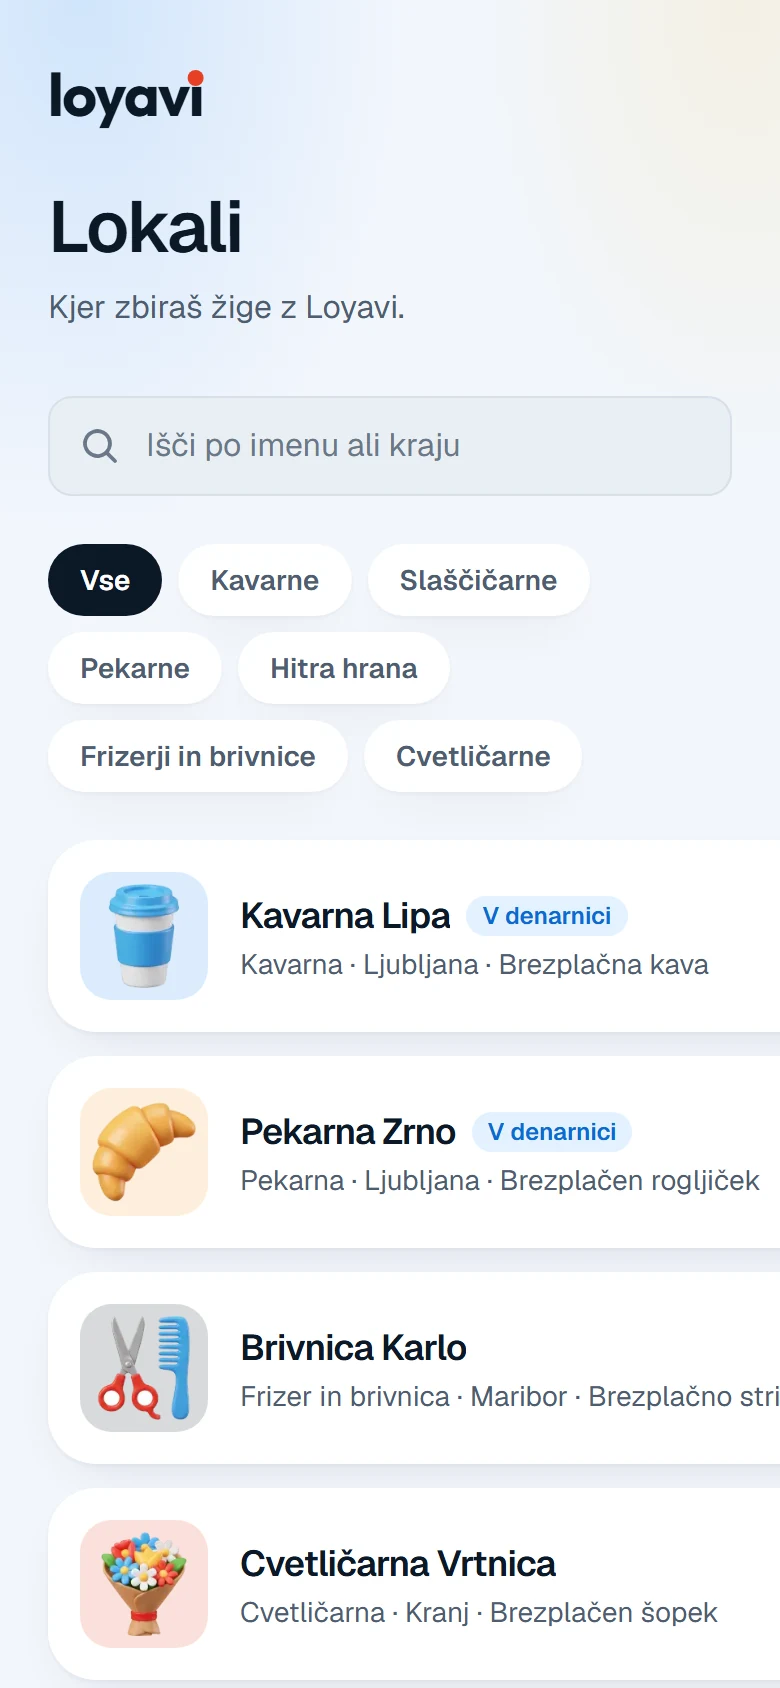 loyavi
Lokali
Kjer zbiraš žige z Loyavi.
Išči po imenu ali kraju
Vse
Kavarne
Slaščičarne
Pekarne
Hitra hrana
Frizerji in brivnice
Cvetličarne
Kavarna Lipa
V denarnici
Kavarna · Ljubljana · Brezplačna kava
Pekarna Zrno
V denarnici
Pekarna · Ljubljana · Brezplačen rogljiček
Brivnica Karlo
Frizer in brivnica · Maribor · Brezplačno stri
Cvetličarna Vrtnica
Cvetličarna · Kranj · Brezplačen šopek